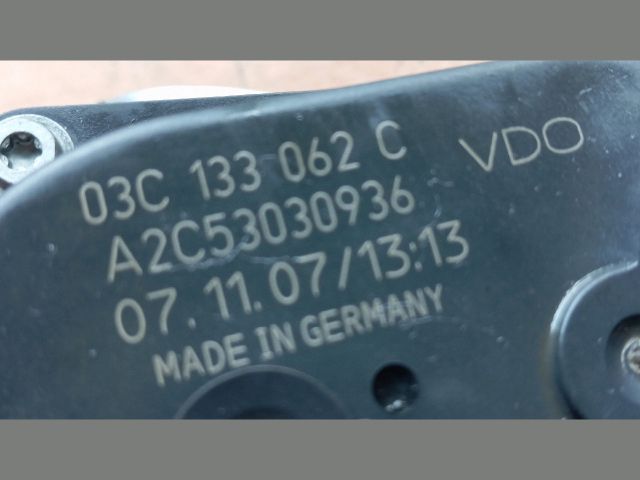 03C 133 062 C VDO
A2C53030936
07.11.07/13:13
MADE IN GERMANY